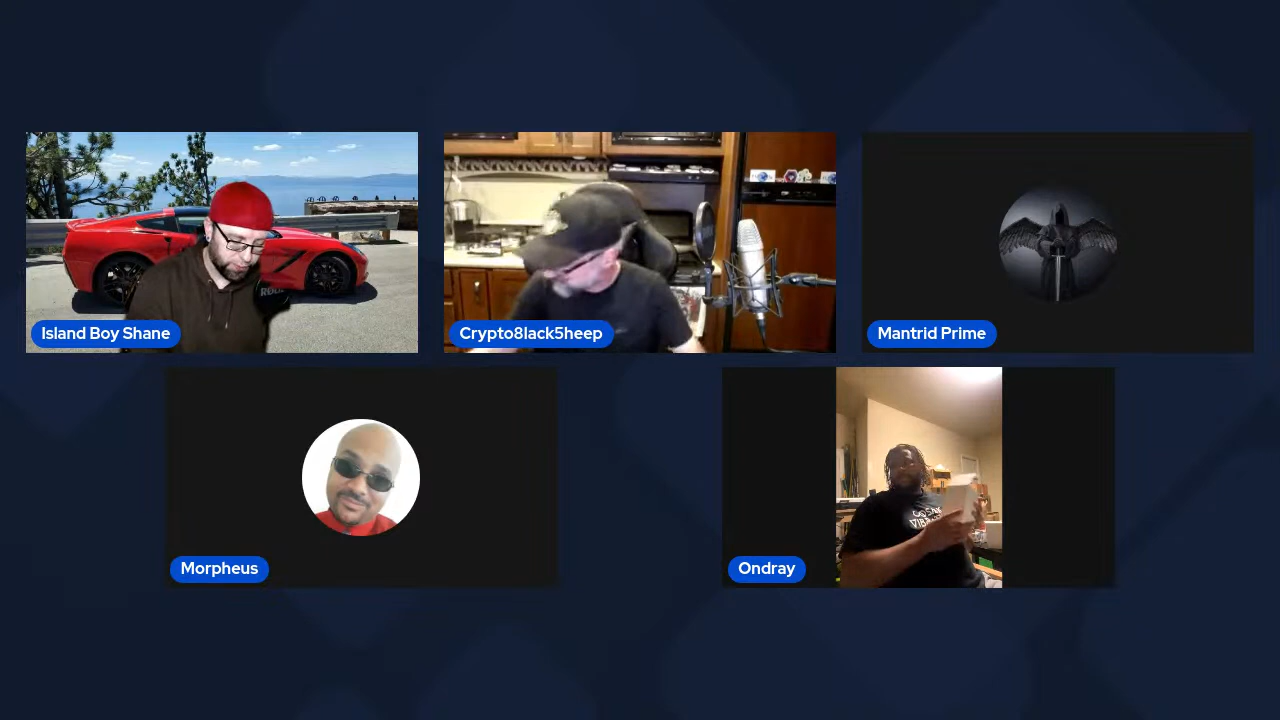 Island Boy Shane
Crypto8lack5heep
Mantrid Prime
Morpheus
Ondray